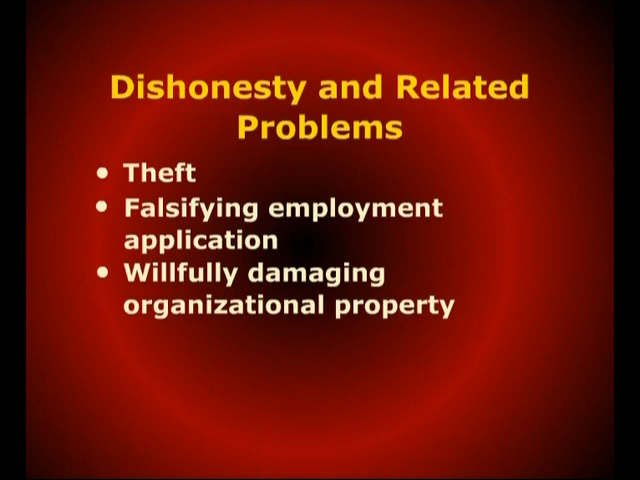 Dishonesty and Related
Problems
• Theft
• Falsifying employment
application
• Willfully damaging
organizational property